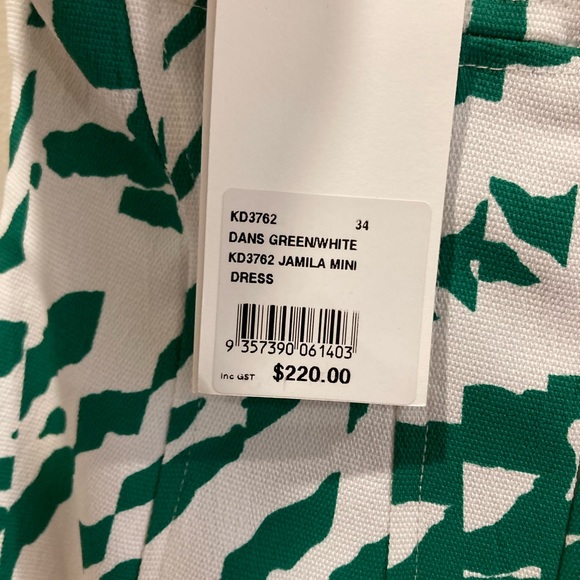 KD3762 34
DANS GREEN/WHITE
KD3762 JAMILA MINI
DRESS
9 357390 061403
Inc GST $220.00